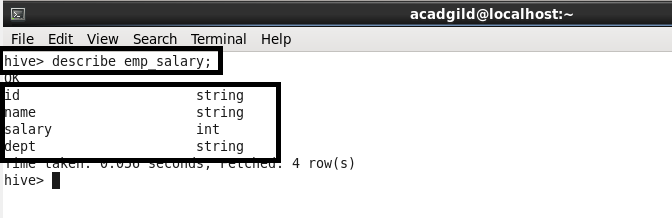 acadgild@localhost:~
File Edit View Search Terminal Help
hive> describe emp_salary;
OK
id string
name string
salary int
dept string
Time taken: 0.056 seconds, Fetched: 4 row(s)
hive>